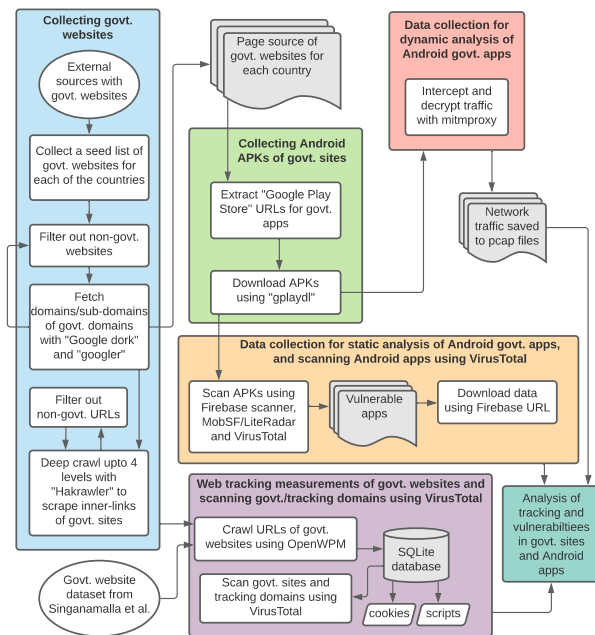 Collecting govt.
websites
External
sources with
govt. websites
Collect a seed list of
govt. websites for
each of the countries
Filter out non-govt.
websites
Fetch
domains/sub-domains
of govt. domains
with "Google dork"
and "googler"
Filter out
non-govt. URLs
Deep crawl upto 4
levels with
"Hakrawler" to
scrape inner-links
of govt. sites
Govt. website
dataset from
Singanamalla et al.
Page source of
govt. websites for
each country
Collecting Android
APKs of govt. sites
Extract "Google Play
Store" URLs for govt.
apps
Download APKs
using "gplaydl"
Data collection for
dynamic analysis of
Android govt. apps
Intercept and
decrypt traffic
with mitmproxy
Network
traffic saved
to pcap files
Data collection for static analysis of Android govt. apps,
and scanning Android apps using VirusTotal
Scan APKs using
Firebase scanner,
MobSF/LiteRadar
and VirusTotal
Vulnerable
apps
Download data
using Firebase URL
Web tracking measurements of govt. websites and
scanning govt./tracking domains using VirusTotal
Crawl URLs of govt.
websites using OpenWPM
SQLite
database
Scan govt. sites and
tracking domains using
VirusTotal
cookies
scripts
Analysis of
tracking and
vulnerabiltiees
in govt. sites
and Android
apps